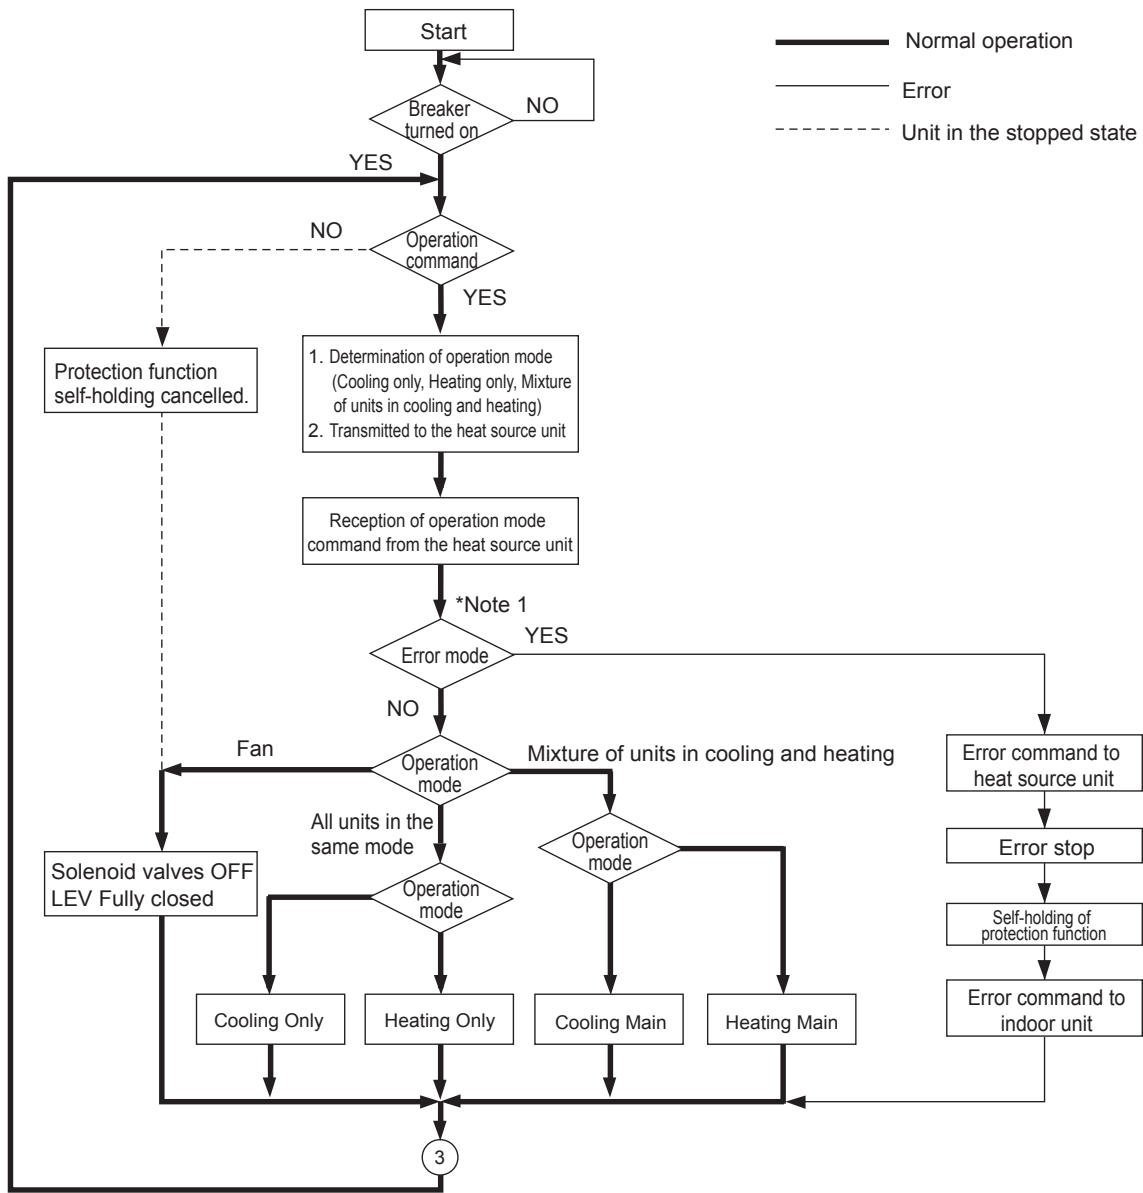 Start
Normal operation
Error
Unit in the stopped state
Breaker
turned on
NO
YES
NO
Operation
command
YES
1. Determination of operation mode
(Cooling only, Heating only, Mixture
of units in cooling and heating)
2. Transmitted to the heat source unit
Protection function
self-holding cancelled.
Reception of operation mode
command from the heat source unit
*Note 1
YES
Error mode
NO
Fan
Operation
mode
Mixture of units in cooling and heating
Error command to
heat source unit
All units in the
same mode
Operation
mode
Error stop
Solenoid valves OFF
LEV Fully closed
Operation
mode
Self-holding of
protection function
Cooling Only
Heating Only
Cooling Main
Heating Main
Error command to
indoor unit
3